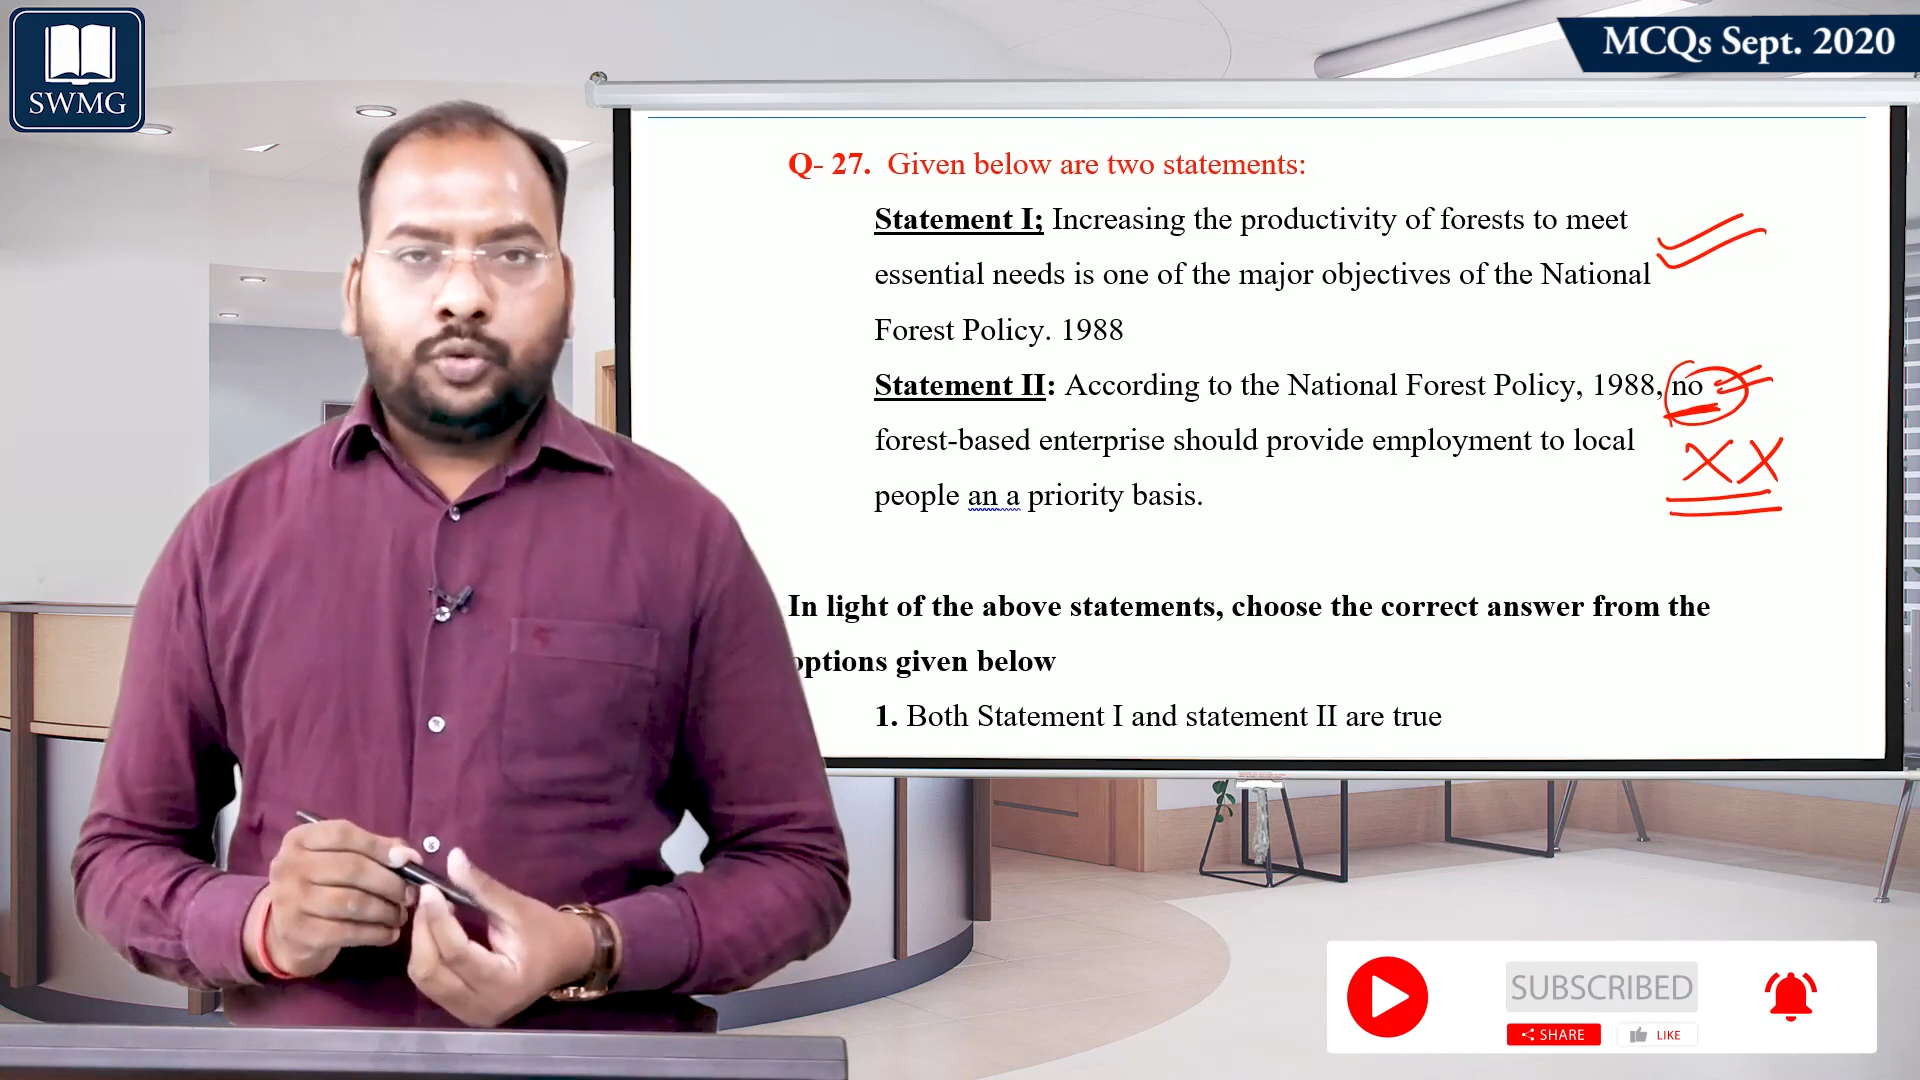 SWMG
MCQs Sept. 2020
Q- 27. Given below are two statements:
Statement I; Increasing the productivity of forests to meet
essential needs is one of the major objectives of the National
Forest Policy. 1988
Statement II: According to the National Forest Policy, 1988, no
forest-based enterprise should provide employment to local
people an a priority basis.
In light of the above statements, choose the correct answer from the
options given below
1. Both Statement I and statement II are true
SUBSCRIBED
SHARE
LIKE